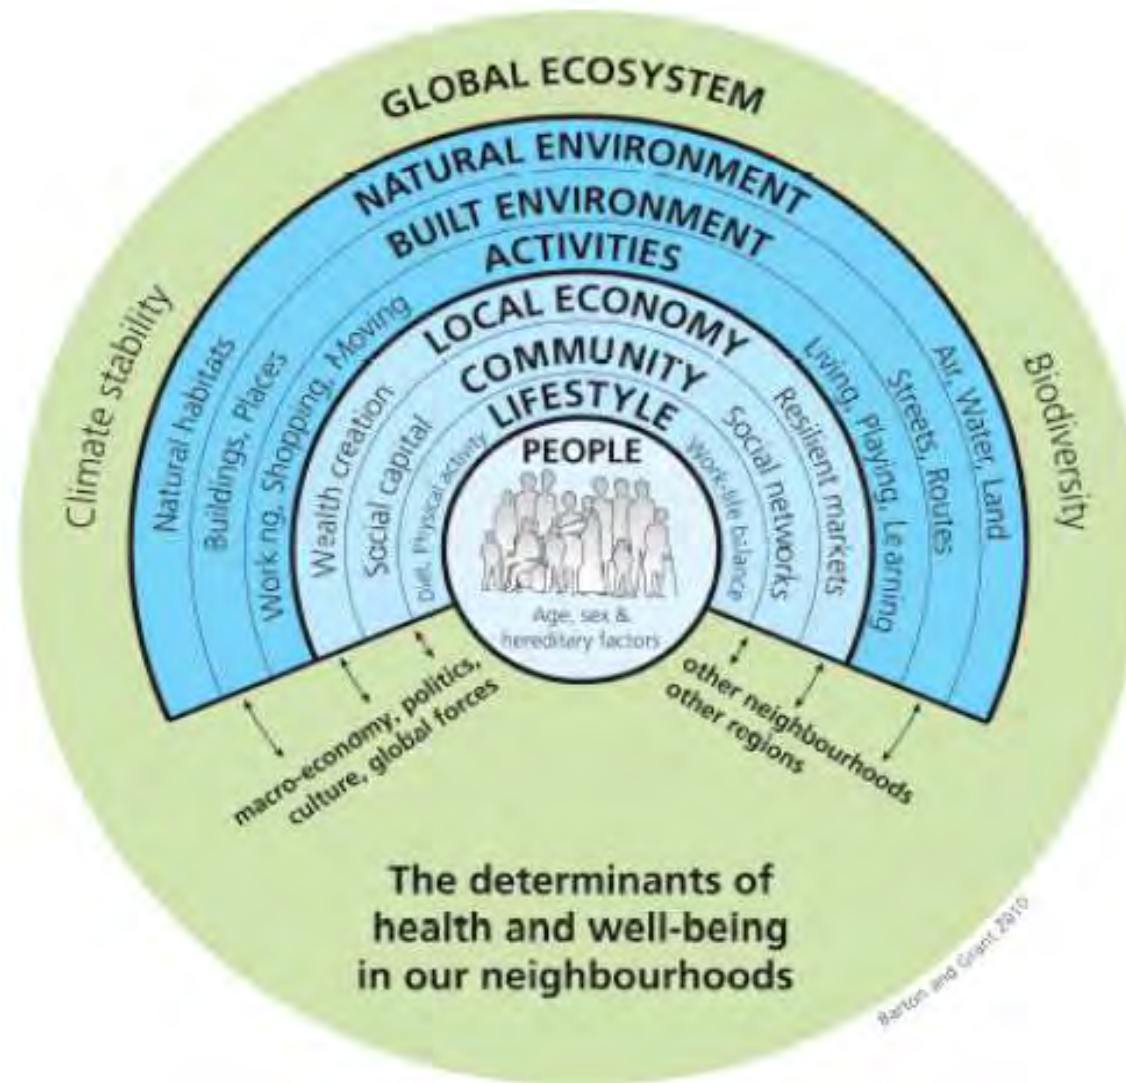 GLOBAL ECOSYSTEM
NATURAL ENVIRONMENT
BUILT ENVIRONMENT
ACTIVITIES
LOCAL ECONOMY
COMMUNITY
LIFESTYLE
PEOPLE
Age, sex &
hereditary factors
Climate stability
Natural habitats
Buildings, Places
Working, Shopping, Moving
Wealth creation
Social capital
Diet, Physical activity
Work-life balance
Social networks
Resilient markets
Living, Playing, Learning
Streets, Routes
Air, Water, Land
Biodiversity
macro-economy, politics,
culture, global forces
other neighbourhoods
other regions
The determinants of
health and well-being
in our neighbourhoods
Barton and Grant 2010